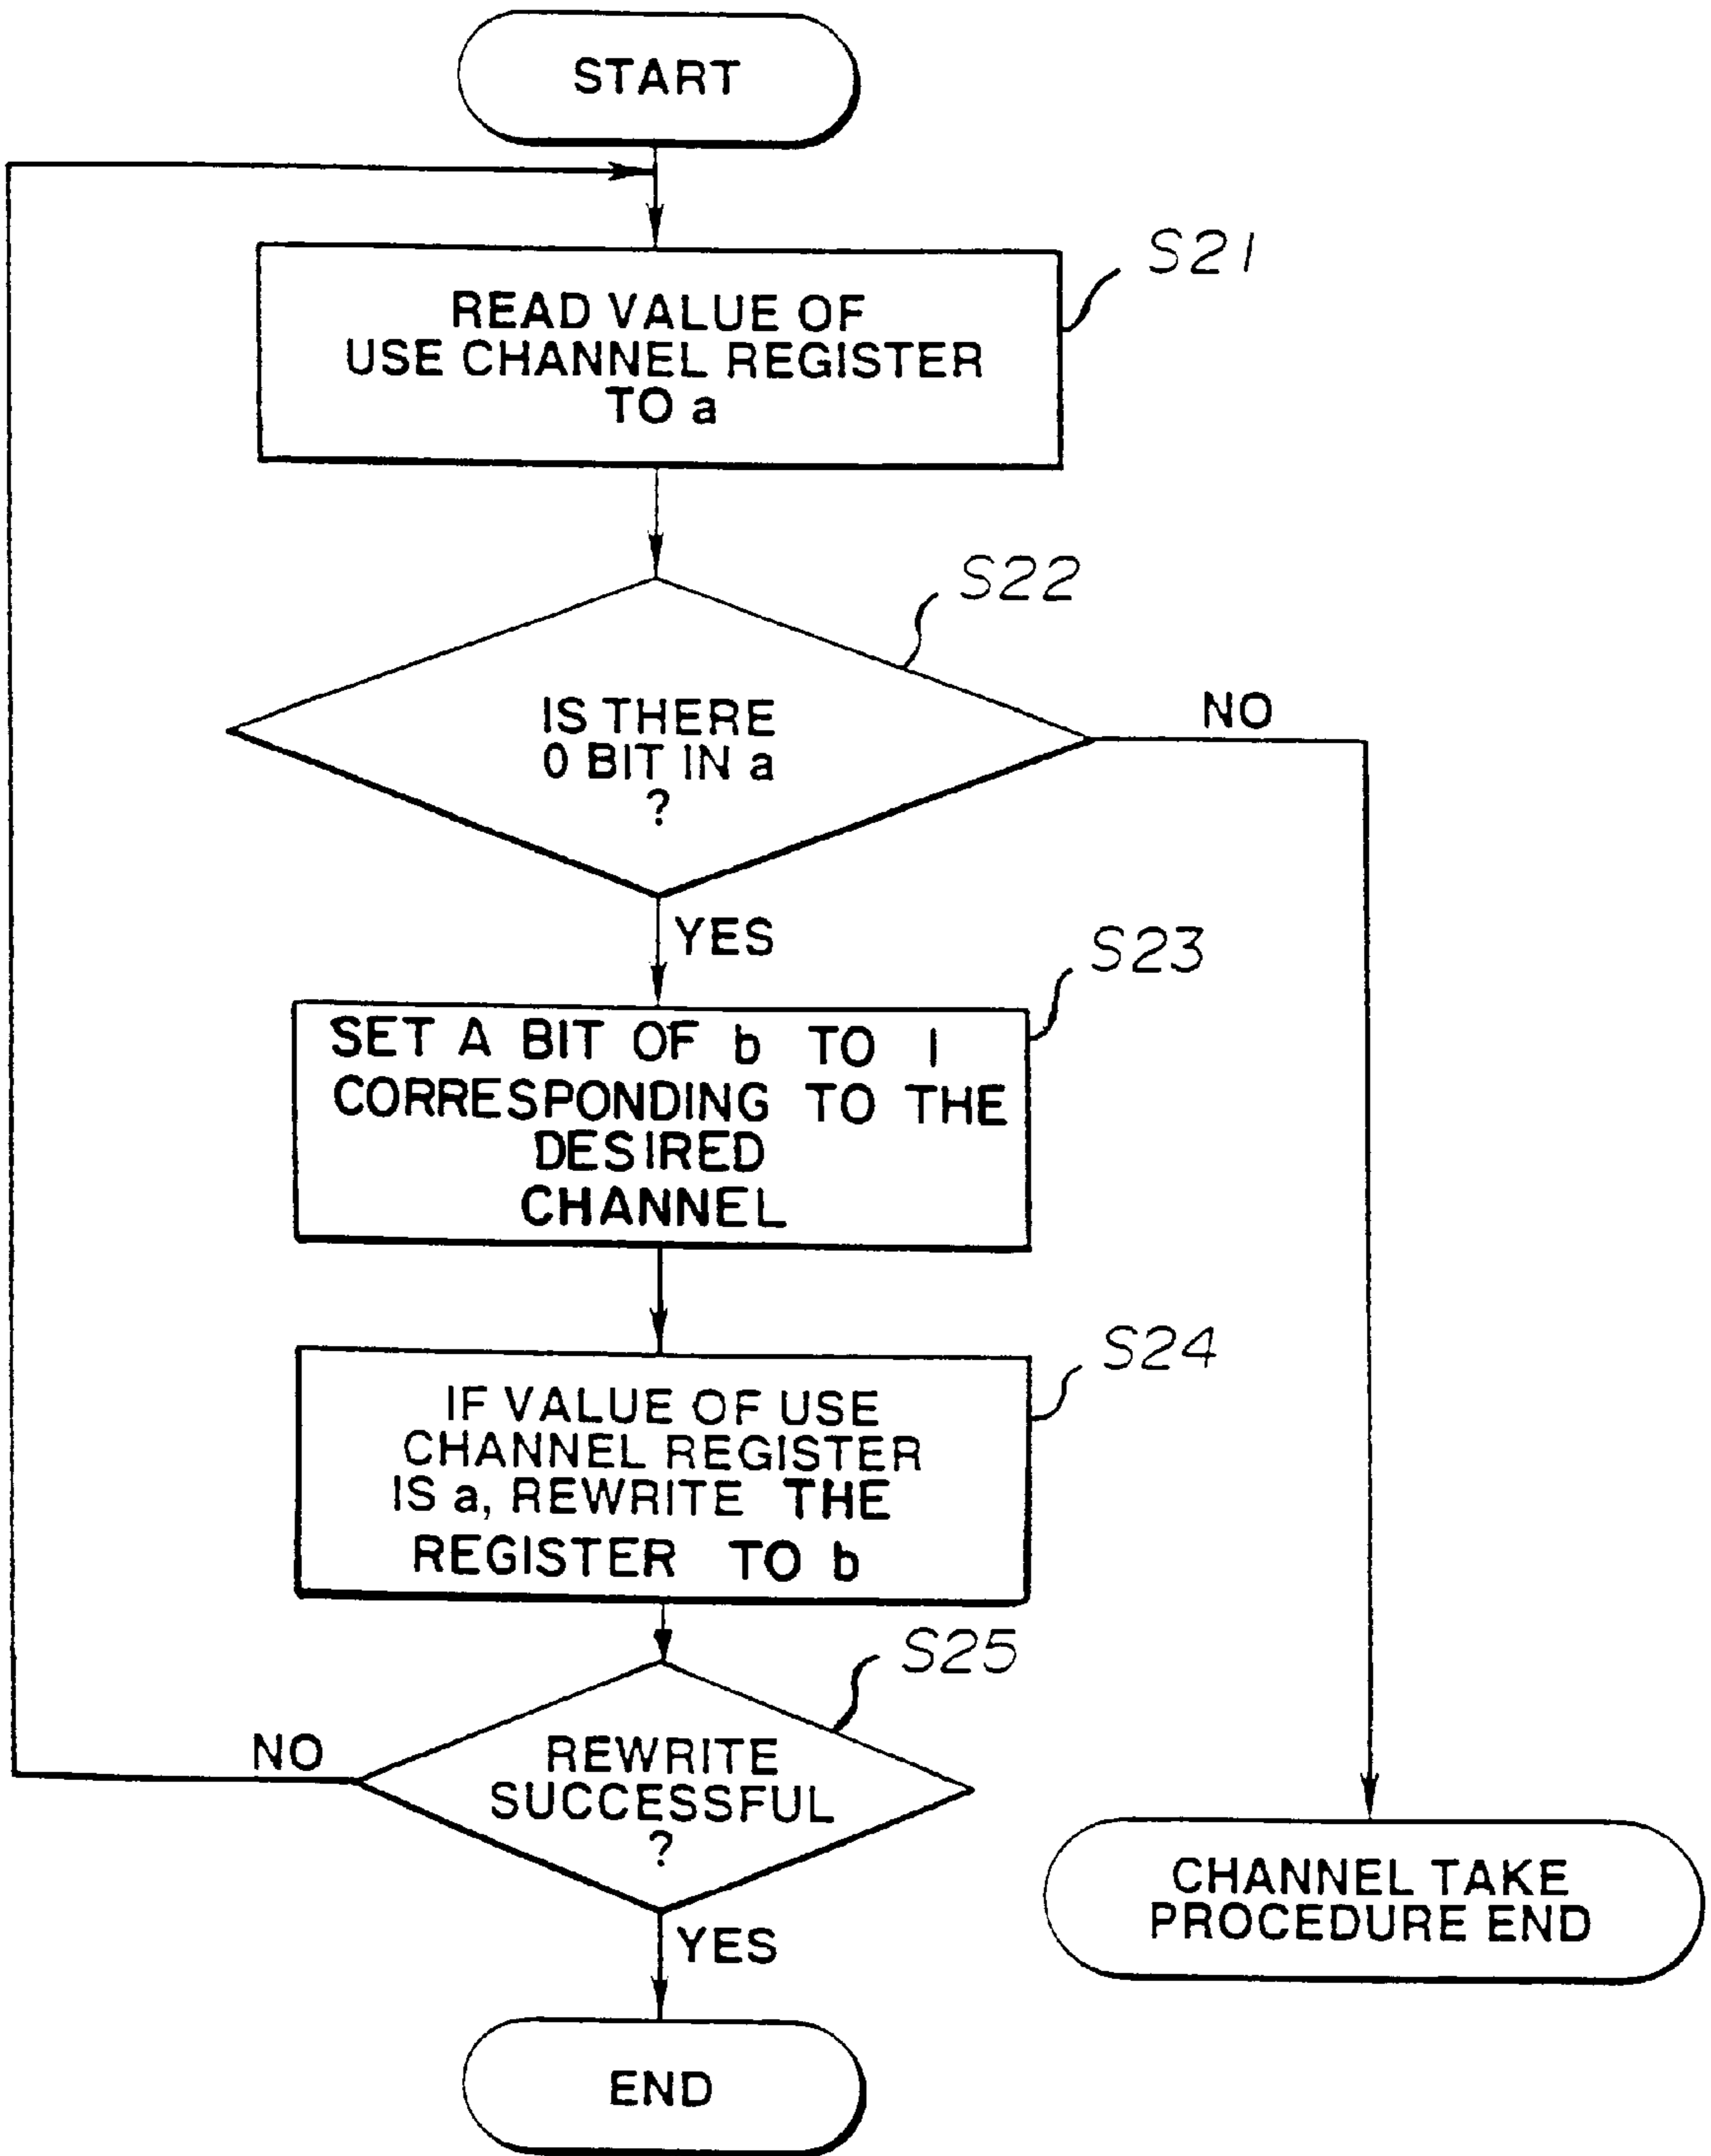 START
S21
READ VALUE OF
USE CHANNEL REGISTER
TO a
S22
IS THERE
0 BIT IN a
?
NO
YES
S23
SET A BIT OF b TO 1
CORRESPONDING TO THE
DESIRED
CHANNEL
S24
IF VALUE OF USE
CHANNEL REGISTER
IS a, REWRITE THE
REGISTER TO b
S25
NO
REWRITE
SUCCESSFUL
?
CHANNEL TAKE
PROCEDURE END
YES
END